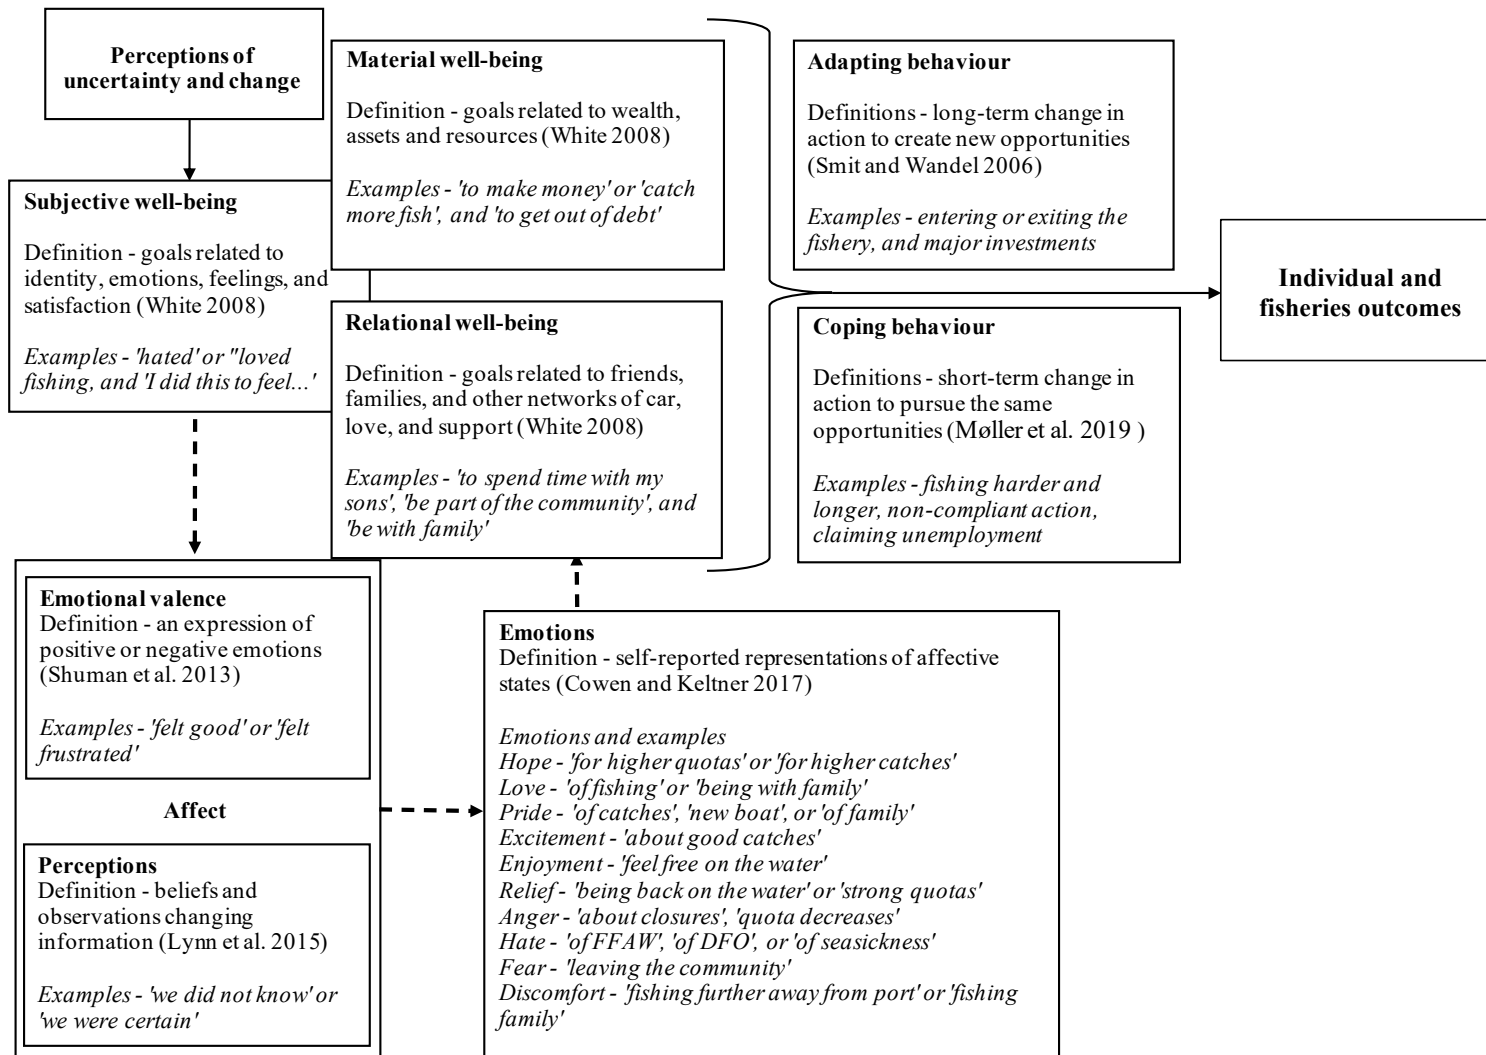 Perceptions of
uncertainty and change
Subjective well-being
Definition - goals related to
identity, emotions, feelings, and
satisfaction (White 2008)
Examples - 'hated' or "loved
fishing, and 'I did this to feel...'
Material well-being
Definition - goals related to wealth,
assets and resources (White 2008)
Examples - 'to make money' or 'catch
more fish', and 'to get out of debt'
Relational well-being
Definition - goals related to friends,
families, and other networks of car,
love, and support (White 2008)
Examples - 'to spend time with my
sons', 'be part of the community', and
'be with family'
Adapting behaviour
Definitions - long-term change in
action to create new opportunities
(Smit and Wandel 2006)
Examples - entering or exiting the
fishery, and major investments
Coping behaviour
Definitions - short-term change in
action to pursue the same
opportunities (Møller et al. 2019 )
Examples - fishing harder and
longer, non-compliant action,
claiming unemployment
Individual and
fisheries outcomes
Emotional valence
Definition - an expression of
positive or negative emotions
(Shuman et al. 2013)
Examples - 'felt good' or 'felt
frustrated'
Affect
Perceptions
Definition - beliefs and
observations changing
information (Lynn et al. 2015)
Examples - 'we did not know' or
'we were certain'
Emotions
Definition - self-reported representations of affective
states (Cowen and Keltner 2017)
Emotions and examples
Hope - 'for higher quotas' or 'for higher catches'
Love - 'of fishing' or 'being with family'
Pride - 'of catches', 'new boat', or 'of family'
Excitement - 'about good catches'
Enjoyment - 'feel free on the water'
Relief - 'being back on the water' or 'strong quotas'
Anger - 'about closures', 'quota decreases'
Hate - 'of FFAW', 'of DFO', or 'of seasickness'
Fear - 'leaving the community'
Discomfort - 'fishing further away from port' or 'fishing
family'